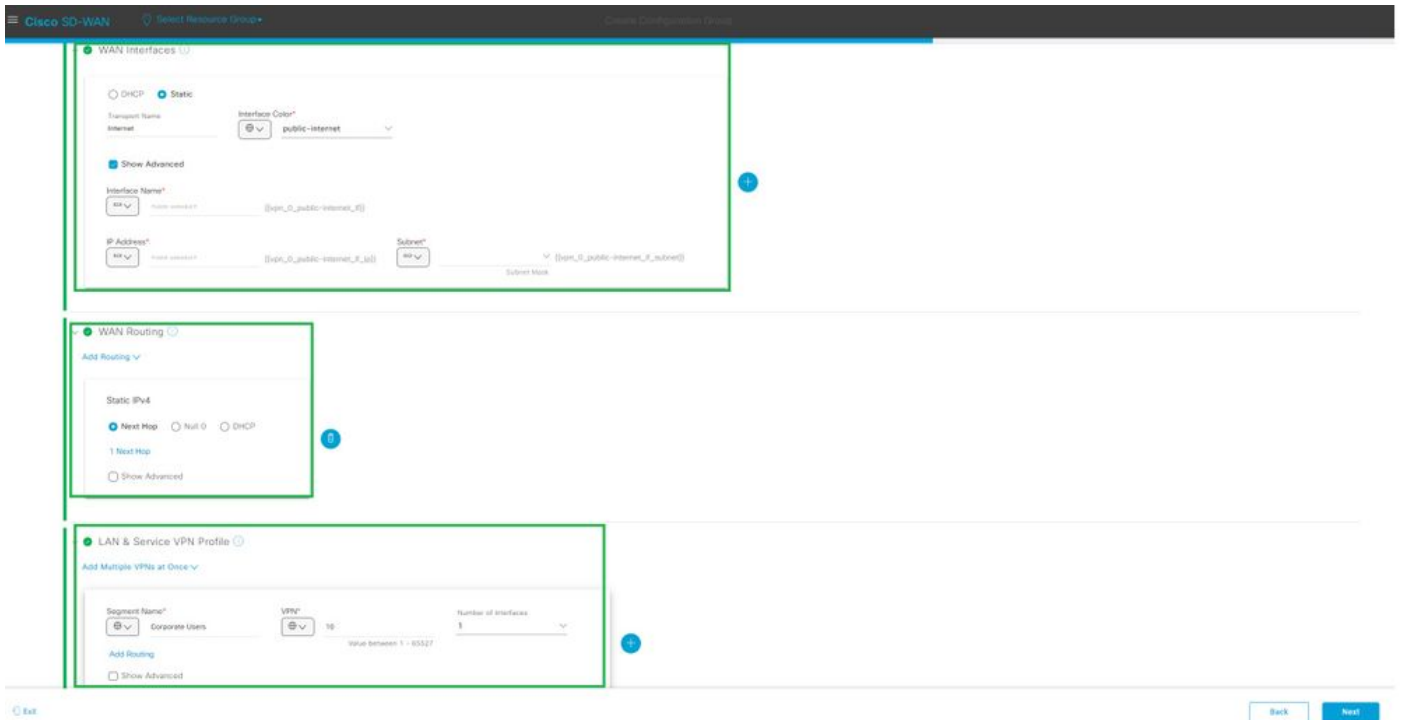 Cisco SD-WAN Select Resource Group Create Configuration Group
WAN Interfaces
DHCP Static
Transport Name Interface Color*
Internet public-internet
Show Advanced
Interface Name*
{{vpn_0_public-internet_if}}
IP Address* Subnet*
{{vpn_0_public-internet_if_ip}} {{vpn_0_public-internet_if_subnet}}
Subnet Mask
WAN Routing
Add Routing
Static IPv4
Next Hop Null 0 DHCP
1 Next Hop
Show Advanced
LAN & Service VPN Profile
Add Multiple VPNs at Once
Segment Name* VPN* Number of Interfaces
Corporate Users 10 1
Value between 1 - 65527
Add Routing
Show Advanced
Exit Back Next